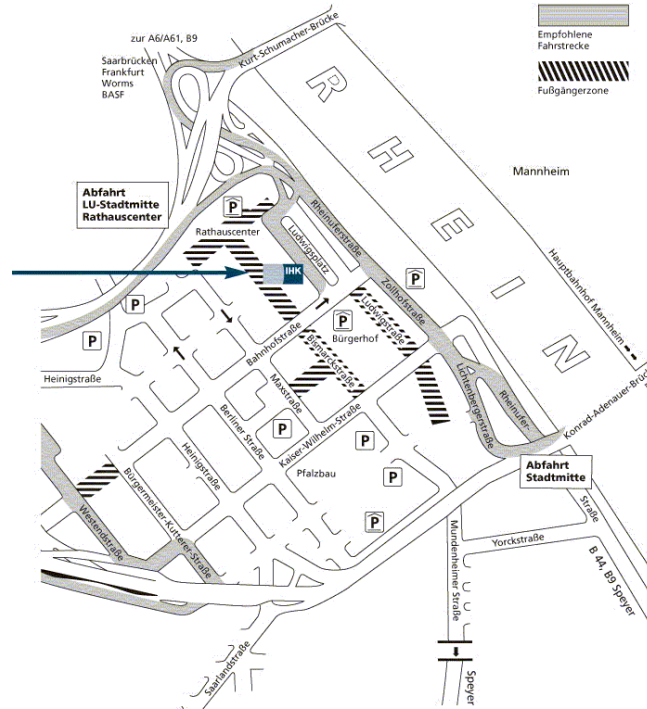 zur A6/A61, B9
Saarbrücken
Frankfurt
Worms
BASF
Kurt-Schumacher-Brücke
Empfohlene
Fahrstrecke
Fußgängerzone
RHEIN
Mannheim
Abfahrt
LU-Stadtmitte
Rathauscenter
P
Rathauscenter
Ludwigsplatz
Rheinuferstraße
IHK
Zollhofstraße
P
Hauptbahnhof Mannheim
P
P
Bahnhofstraße
P
Bürgerhof
Ludwigstraße
Bismarckstraße
Heinigstraße
Maxstraße
Berliner Straße
Lichtenbergerstraße
Rheinufer-
Konrad-Adenauer-Brück
P
Kaiser-Wilhelm-Straße
P
Heinigstraße
Pfalzbau
P
Abfahrt
Stadtmitte
Bürgermeister-Kutterer-Straße
Westendstraße
P
Straße
Mundenheimer Straße
Yorckstraße
B 44, B9 Speyer
Saarlandstraße
Speyer